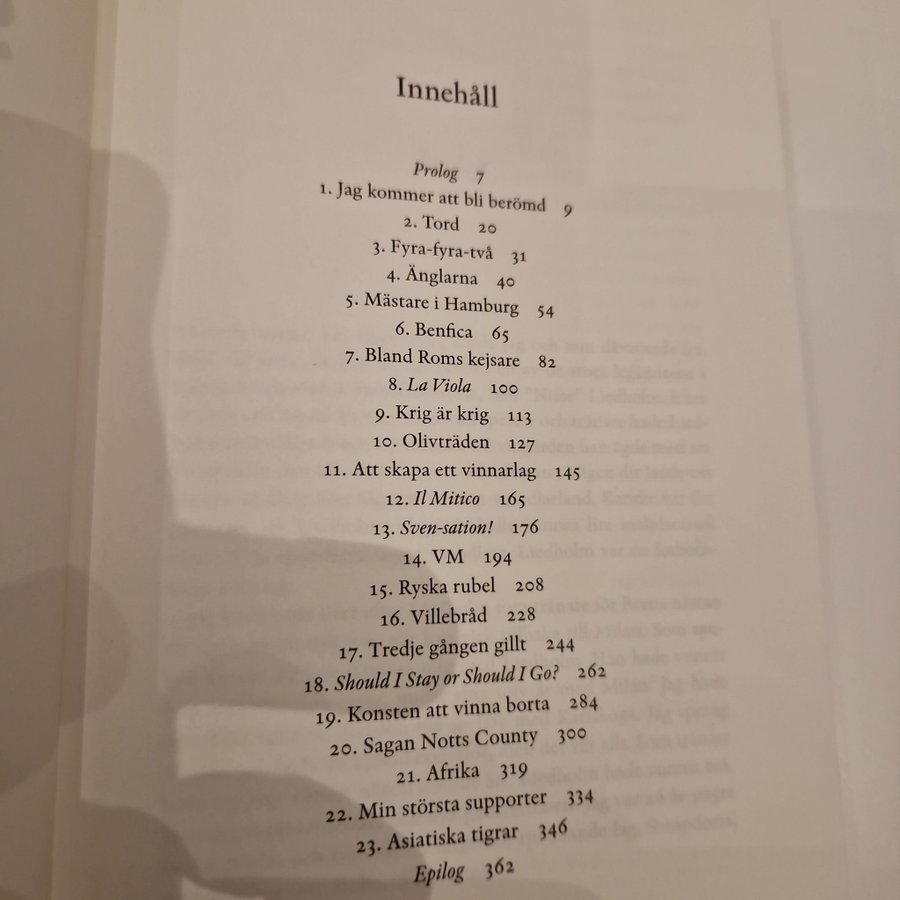 Innehåll
Prolog 7
1. Jag kommer att bli berömd 9
2. Tord 20
3. Fyra-fyra-två 31
4. Änglarna 40
5. Mästare i Hamburg 54
6. Benfica 65
7. Bland Roms kejsare 82
8. La Viola 100
9. Krig är krig 113
10. Olivträden 127
11. Att skapa ett vinnarlag 145
12. Il Mitico 165
13. Sven-sation! 176
14. VM 194
15. Ryska rubel 208
16. Villebråd 228
17. Tredje gången gillt 244
18. Should I Stay or Should I Go? 262
19. Konsten att vinna borta 284
20. Sagan Notts County 300
21. Afrika 319
22. Min största supporter 334
23. Asiatiska tigrar 346
Epilog 362